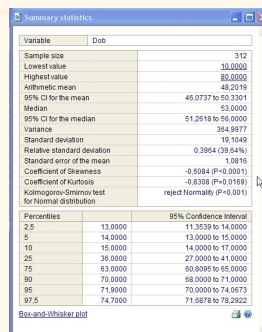 Summary statistics
Variable Dob
Sample size 312
Lowest value 10,0000
Highest value 80,0000
Arithmetic mean 48,2019
95% CI for the mean 46,0737 to 50,3301
Median 53,0000
95% CI for the median 51,2618 to 56,0000
Variance 364,9977
Standard deviation 19,1049
Relative standard deviation 0,3964 (39,64%)
Standard error of the mean 1,0816
Coefficient of Skewness -0,6084 (P<0,0001)
Coefficient of Kurtosis -0,8308 (P=0,0169)
Kolmogorov-Smirnov test reject Normality (P<0,001)
for Normal distribution
Percentiles 95% Confidence Interval
2,5 13,0000 11,3539 to 14,0000
5 14,0000 13,0000 to 15,0000
10 15,0000 14,0000 to 17,0000
25 36,0000 27,0000 to 41,0000
75 63,0000 60,8095 to 65,0000
90 70,0000 68,0000 to 71,0000
95 71,9000 70,0000 to 74,0673
97,5 74,7000 71,6878 to 78,2922
Box-and-Whisker plot